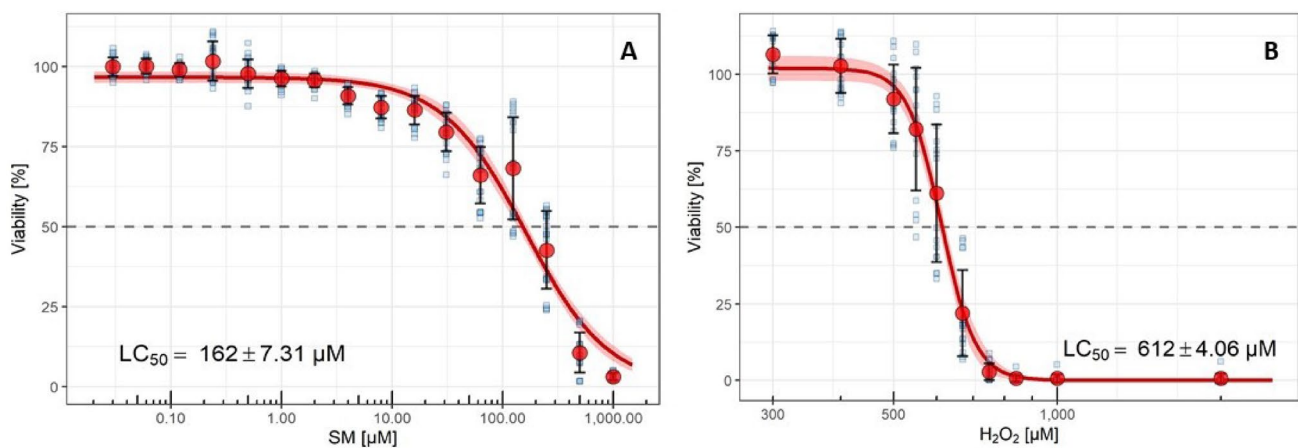 A
Viability [%]
100
75
50
25
0
LC50 = 162 ± 7.31 µM
0.10
1.00
10.00
100.00
1,000.00
SM [µM]
B
Viability [%]
100
75
50
25
0
LC50 = 612 ± 4.06 µM
300
500
1,000
H2O2 [µM]